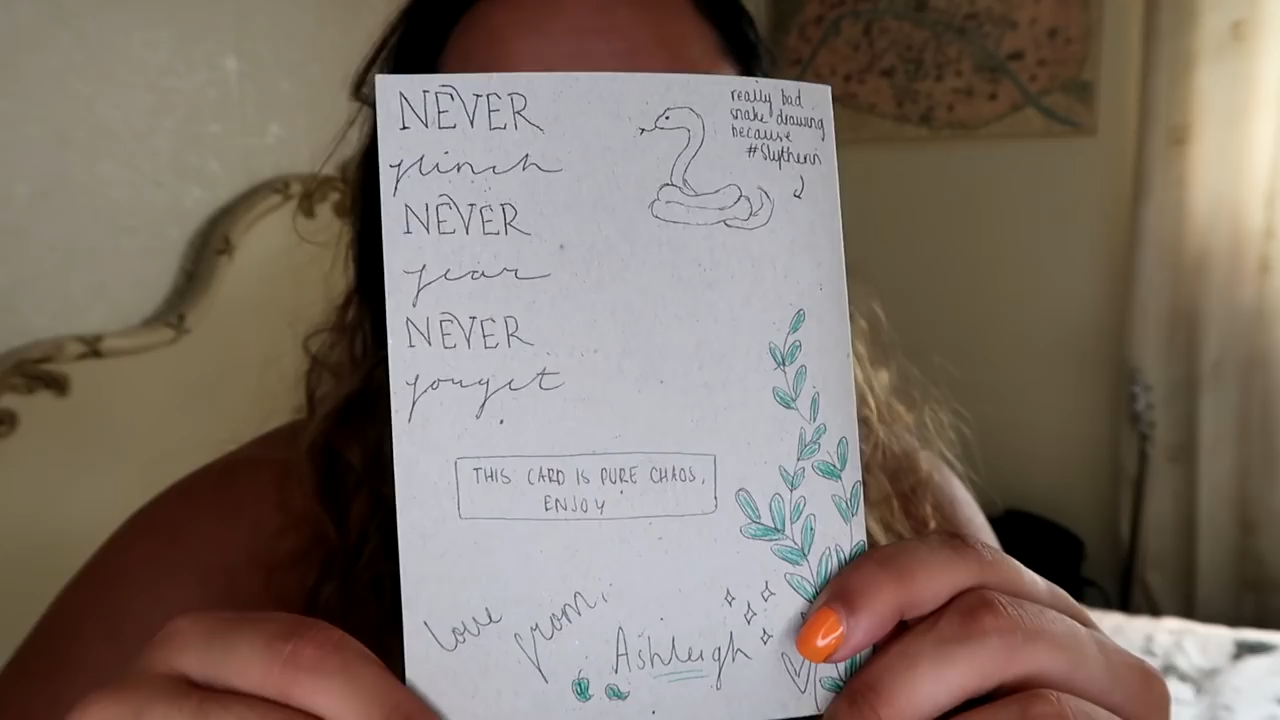 NEVER
flinch
NEVER
fear
NEVER
forget
really bad
snake drawing
because
#Slytherin
THIS CARD IS PURE CHAOS,
ENJOY
love
from,
Ashleigh